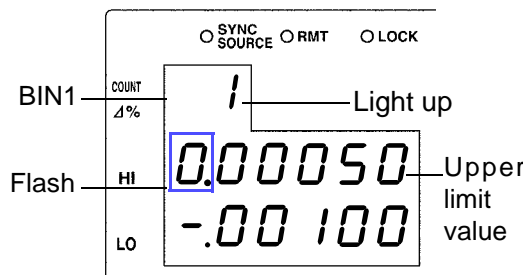 SYNC SOURCE RMT LOCK
COUNT
⊿%
BIN1 1 Light up
HI 0.00050
Flash
Upper
limit
value
LO -.00100